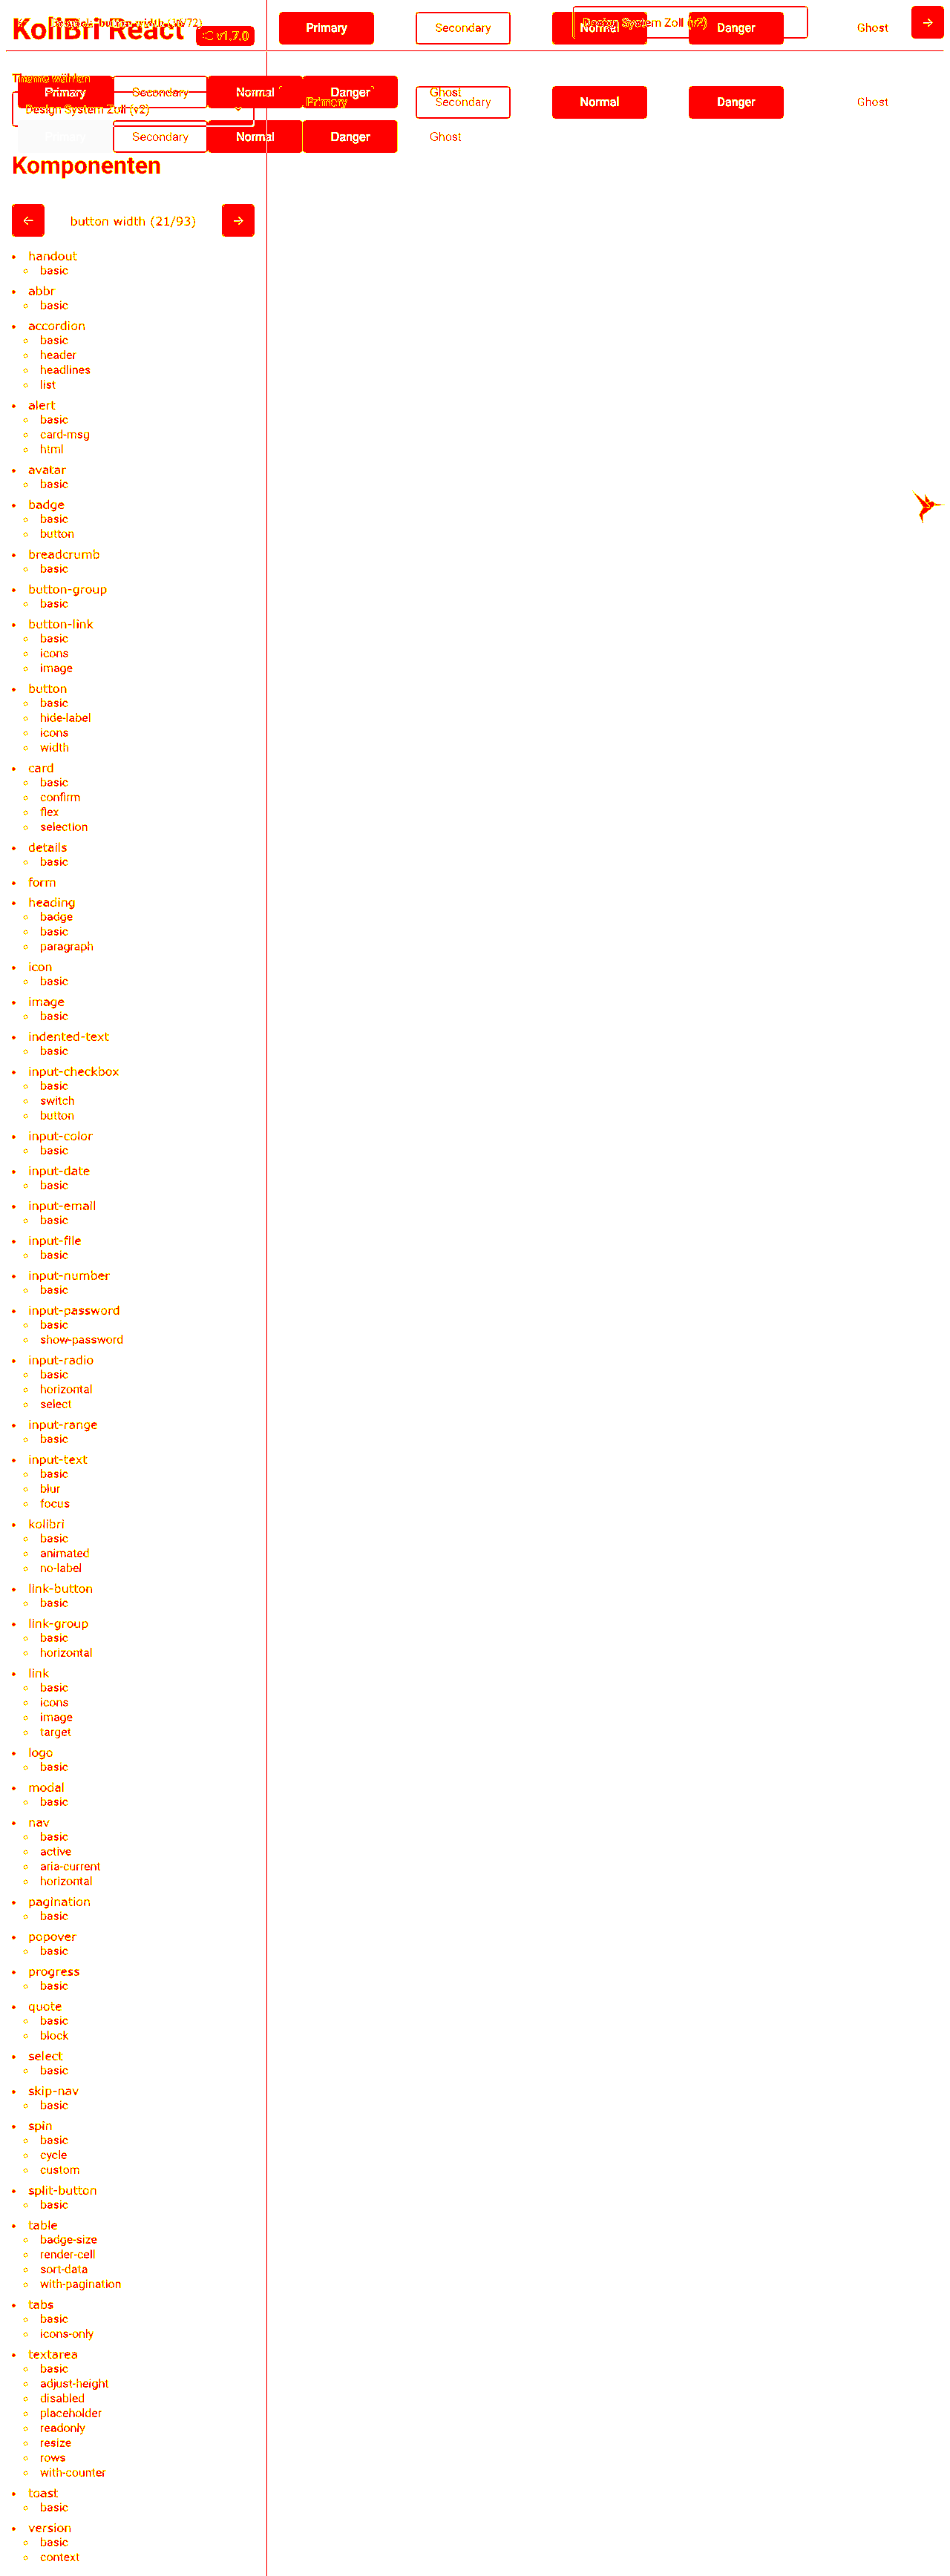 KoliBri React
v1.7.0
Primary
Secondary
Normal
Danger
Ghost
Design System Zoll (v2)
Theme wählen
Primary
Secondary
Normal
Danger
Ghost
Design System Zoll (v2)
Primary
Secondary
Normal
Danger
Ghost
Secondary
Normal
Danger
Ghost
Komponenten
button width (21/93)
handout
basic
abbr
basic
accordion
basic
header
headlines
list
alert
basic
card-msg
html
avatar
basic
badge
basic
button
breadcrumb
basic
button-group
basic
button-link
basic
icons
image
button
basic
hide-label
icons
width
card
basic
confirm
flex
selection
details
basic
form
heading
badge
basic
paragraph
icon
basic
image
basic
indented-text
basic
input-checkbox
basic
switch
button
input-color
basic
input-date
basic
input-email
basic
input-file
basic
input-number
basic
input-password
basic
show-password
input-radio
basic
horizontal
select
input-range
basic
input-text
basic
blur
focus
kolibri
basic
animated
no-label
link-button
basic
link-group
basic
horizontal
link
basic
icons
image
target
logo
basic
modal
basic
nav
basic
active
aria-current
horizontal
pagination
basic
popover
basic
progress
basic
quote
basic
block
select
basic
skip-nav
basic
spin
basic
cycle
custom
split-button
basic
table
badge-size
render-cell
sort-data
with-pagination
tabs
basic
icons-only
textarea
basic
adjust-height
disabled
placeholder
readonly
resize
rows
with-counter
toast
basic
version
basic
context